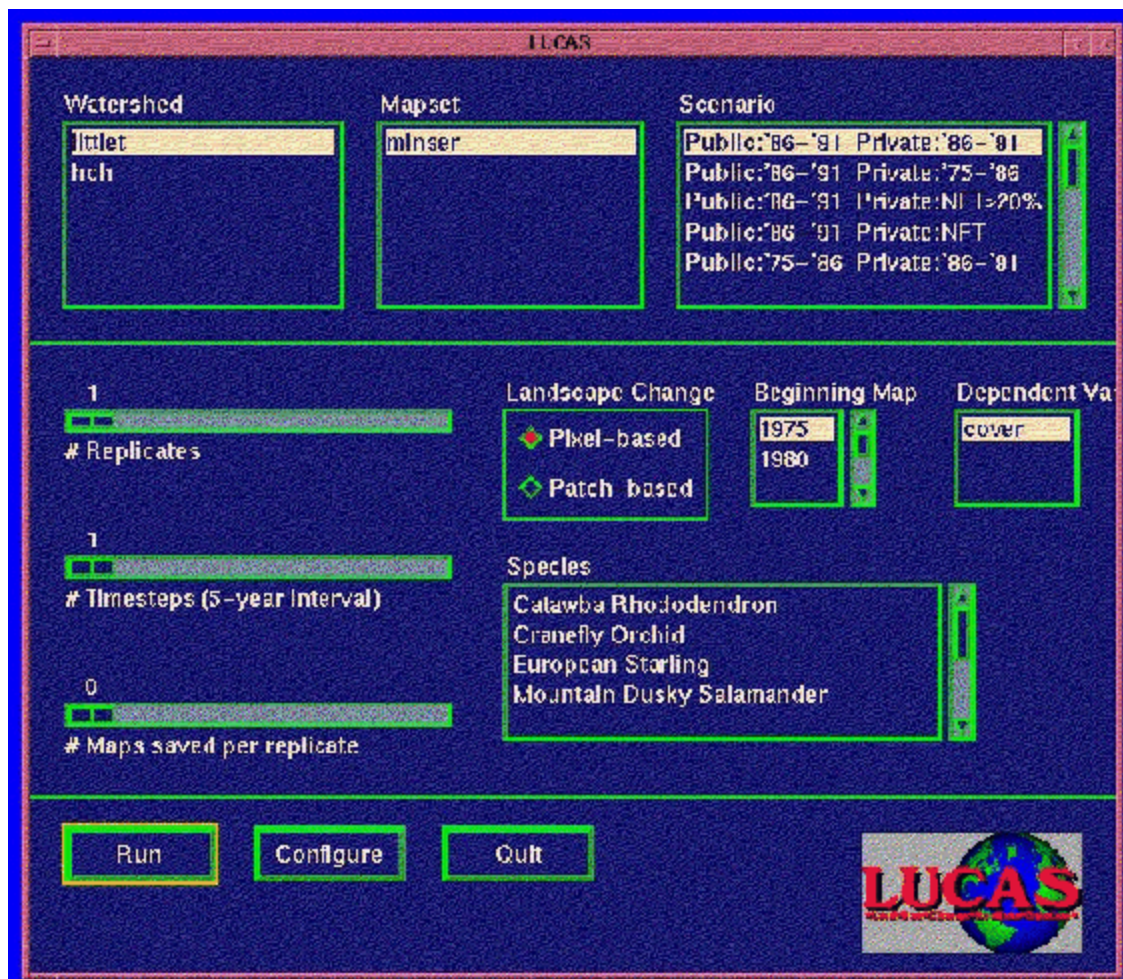 LUCAS
Watershed Mapset Scenario
littlet minser Public:'86-'91 Private:'86-'91
hch Public:'86-'91 Private:'75-'86
Public:'86-'91 Private:NFT>20%
Public:'86-'91 Private:NFT
Public:'75-'86 Private:'86-'91
1 Landscape Change Beginning Map Dependent Va
Pixel-based 1975 cover
# Replicates 1980
Patch-based
1
# Timesteps (5-year interval)
Species
Catawba Rhododendron
Cranefly Orchid
European Starling
Mountain Dusky Salamander
0
# Maps saved per replicate
Run Configure Quit
LUCAS